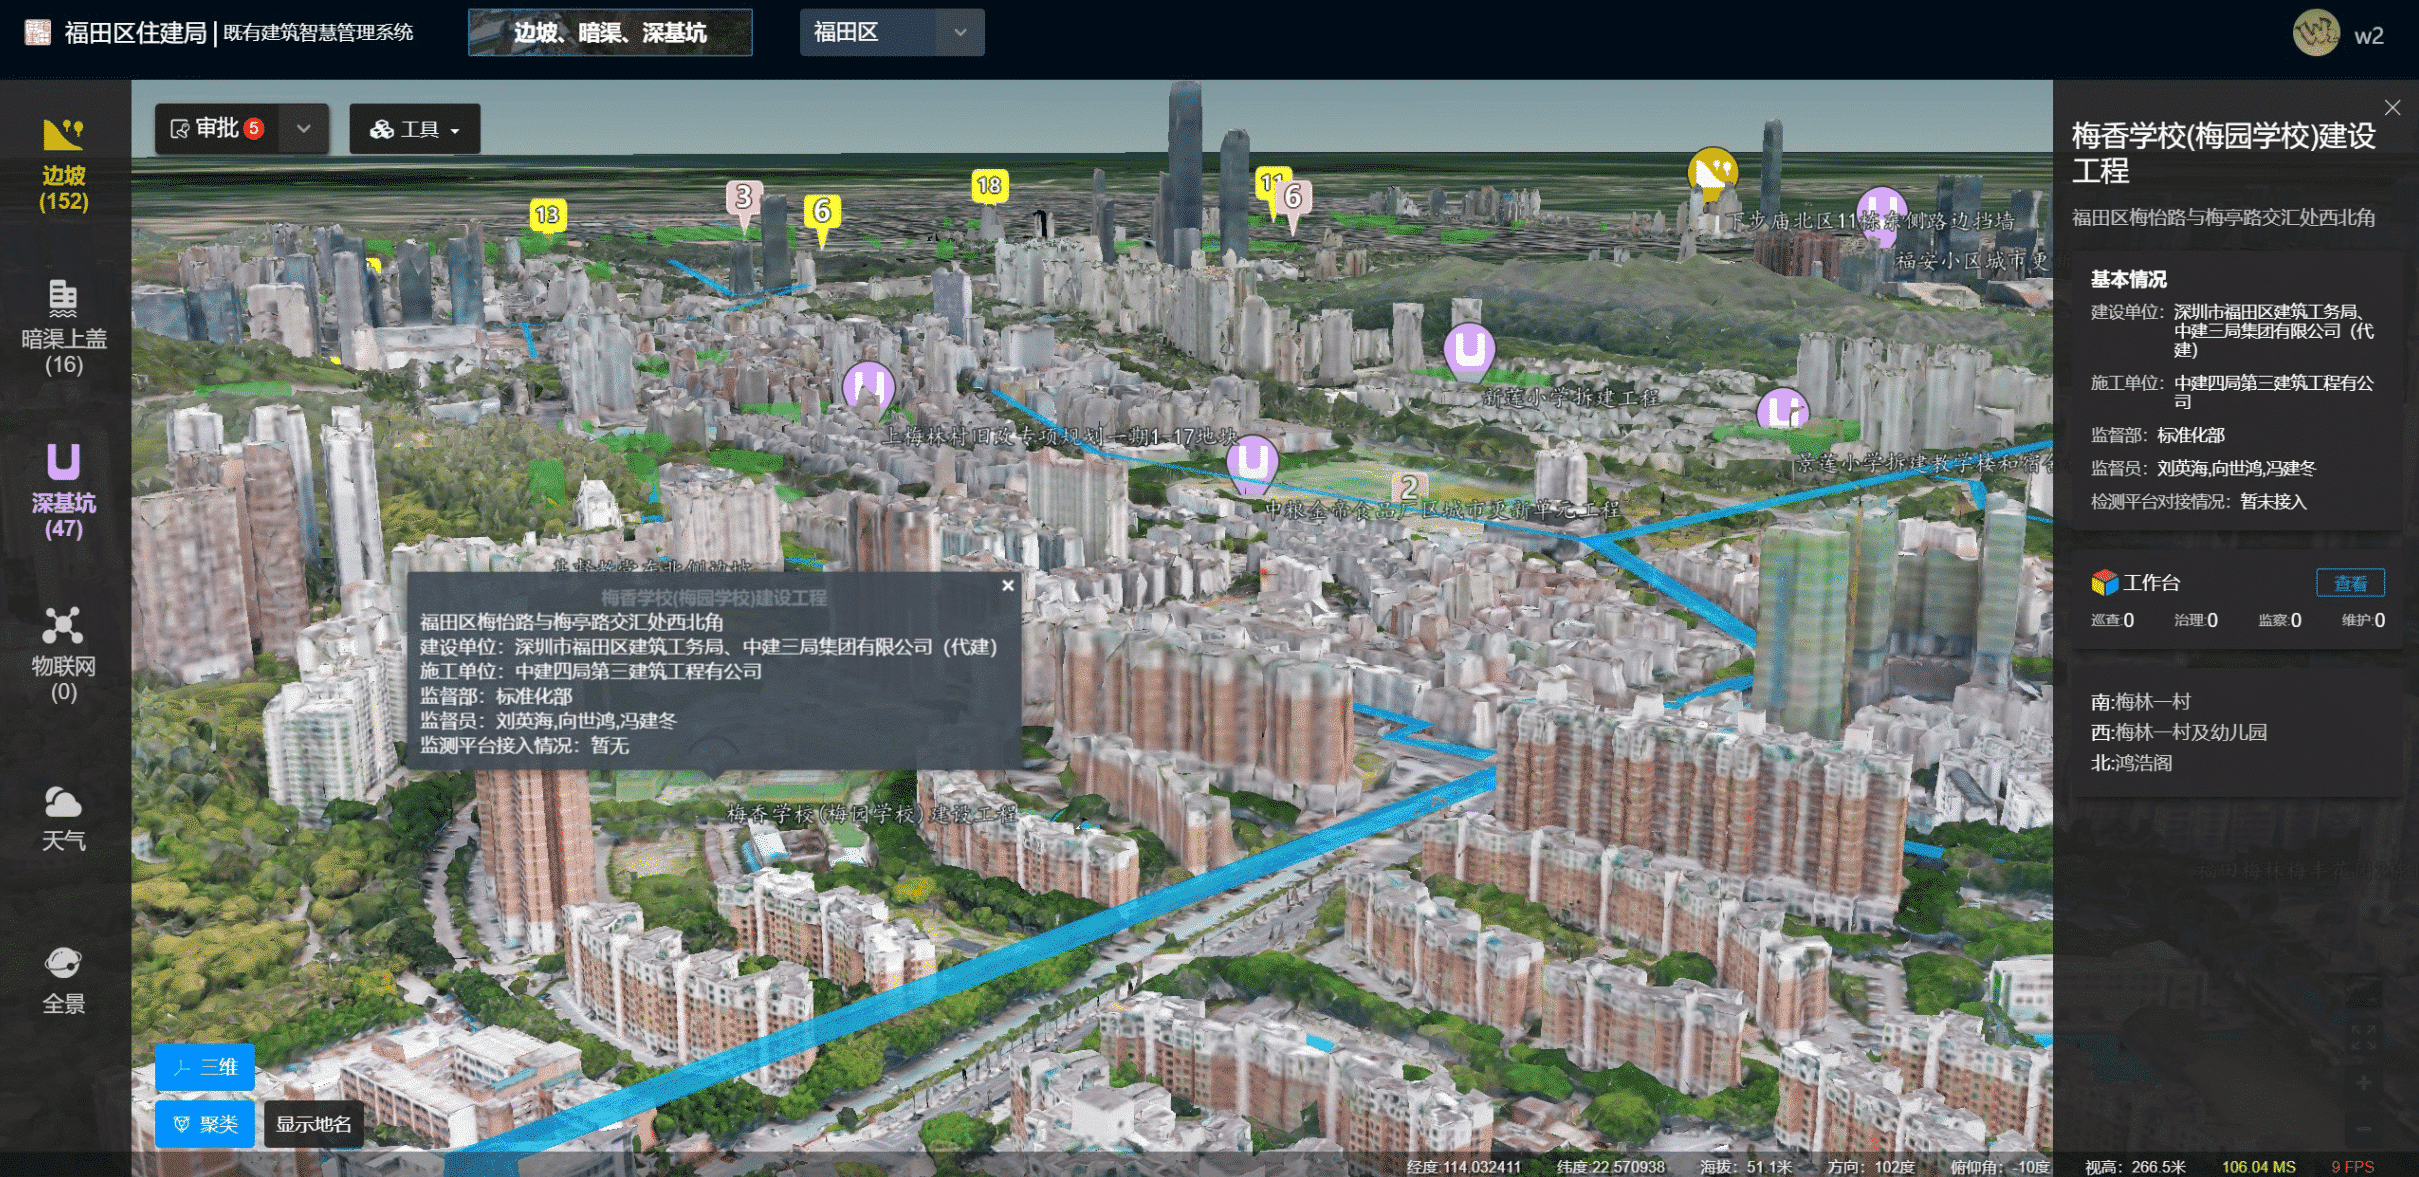 福田区住建局 | 既有建筑智慧管理系统
边坡、暗渠、深基坑
福田区
w2
边坡
(152)
暗渠上盖
(16)
深基坑
(47)
物联网
(0)
天气
全景
审批 5
工具
13
3
6
18
11
6
下步庙北区11栋东侧路边挡墙
福安小区城市更
新莲小学拆建工程
上梅林村旧改专项规划一期1-17地块
景莲小学拆建教学楼和宿舍
2
中粮金帝食品厂区城市更新单元工程
基督教堂东北侧边坡
梅香学校(梅园学校)建设工程
福田区梅怡路与梅亭路交汇处西北角
建设单位：深圳市福田区建筑工务局、中建三局集团有限公司（代建）
施工单位：中建四局第三建筑工程有公司
监督部：标准化部
监督员：刘英海,向世鸿,冯建冬
监测平台接入情况：暂无
梅香学校(梅园学校)建设工程
三维
聚类
显示地名
梅香学校(梅园学校)建设
工程
福田区梅怡路与梅亭路交汇处西北角
基本情况
建设单位：深圳市福田区建筑工务局、
中建三局集团有限公司（代
建）
施工单位：中建四局第三建筑工程有公
司
监督部：标准化部
监督员：刘英海,向世鸿,冯建冬
检测平台对接情况：暂未接入
工作台
查看
巡查:0 治理:0 监察:0 维护:0
南:梅林一村
西:梅林一村及幼儿园
北:鸿浩阁
经度:114.032411 纬度:22.570938 海拔：51.1米 方向：102度 俯仰角：-10度 视高：266.5米 106.04 MS 9 FPS